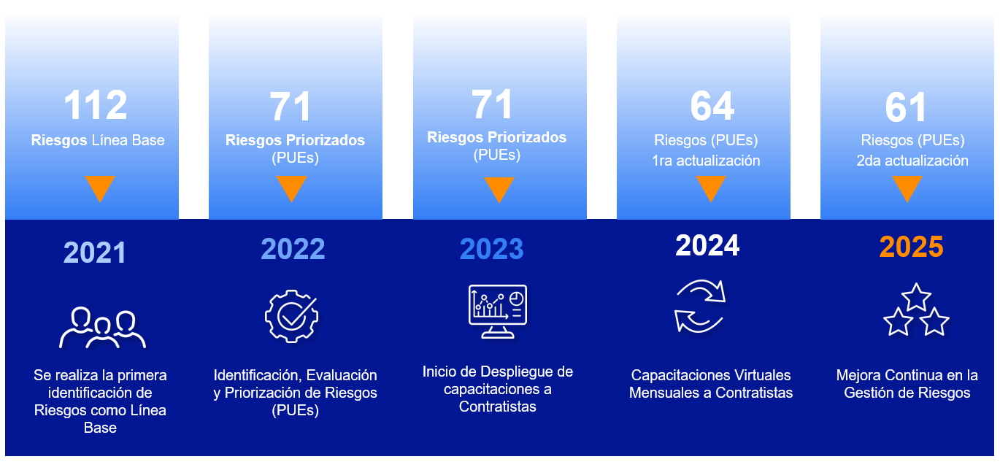 112
Riesgos Línea Base
2021
Se realiza la primera
identificación de
Riesgos como Línea
Base
71
Riesgos Priorizados
(PUEs)
2022
Identificación, Evaluación
y Priorización de Riesgos
(PUEs)
71
Riesgos Priorizados
(PUEs)
2023
Inicio de Despliegue de
capacitaciones a
Contratistas
64
Riesgos (PUEs)
1ra actualización
2024
Capacitaciones Virtuales
Mensuales a Contratistas
61
Riesgos (PUEs)
2da actualización
2025
Mejora Continua en la
Gestión de Riesgos